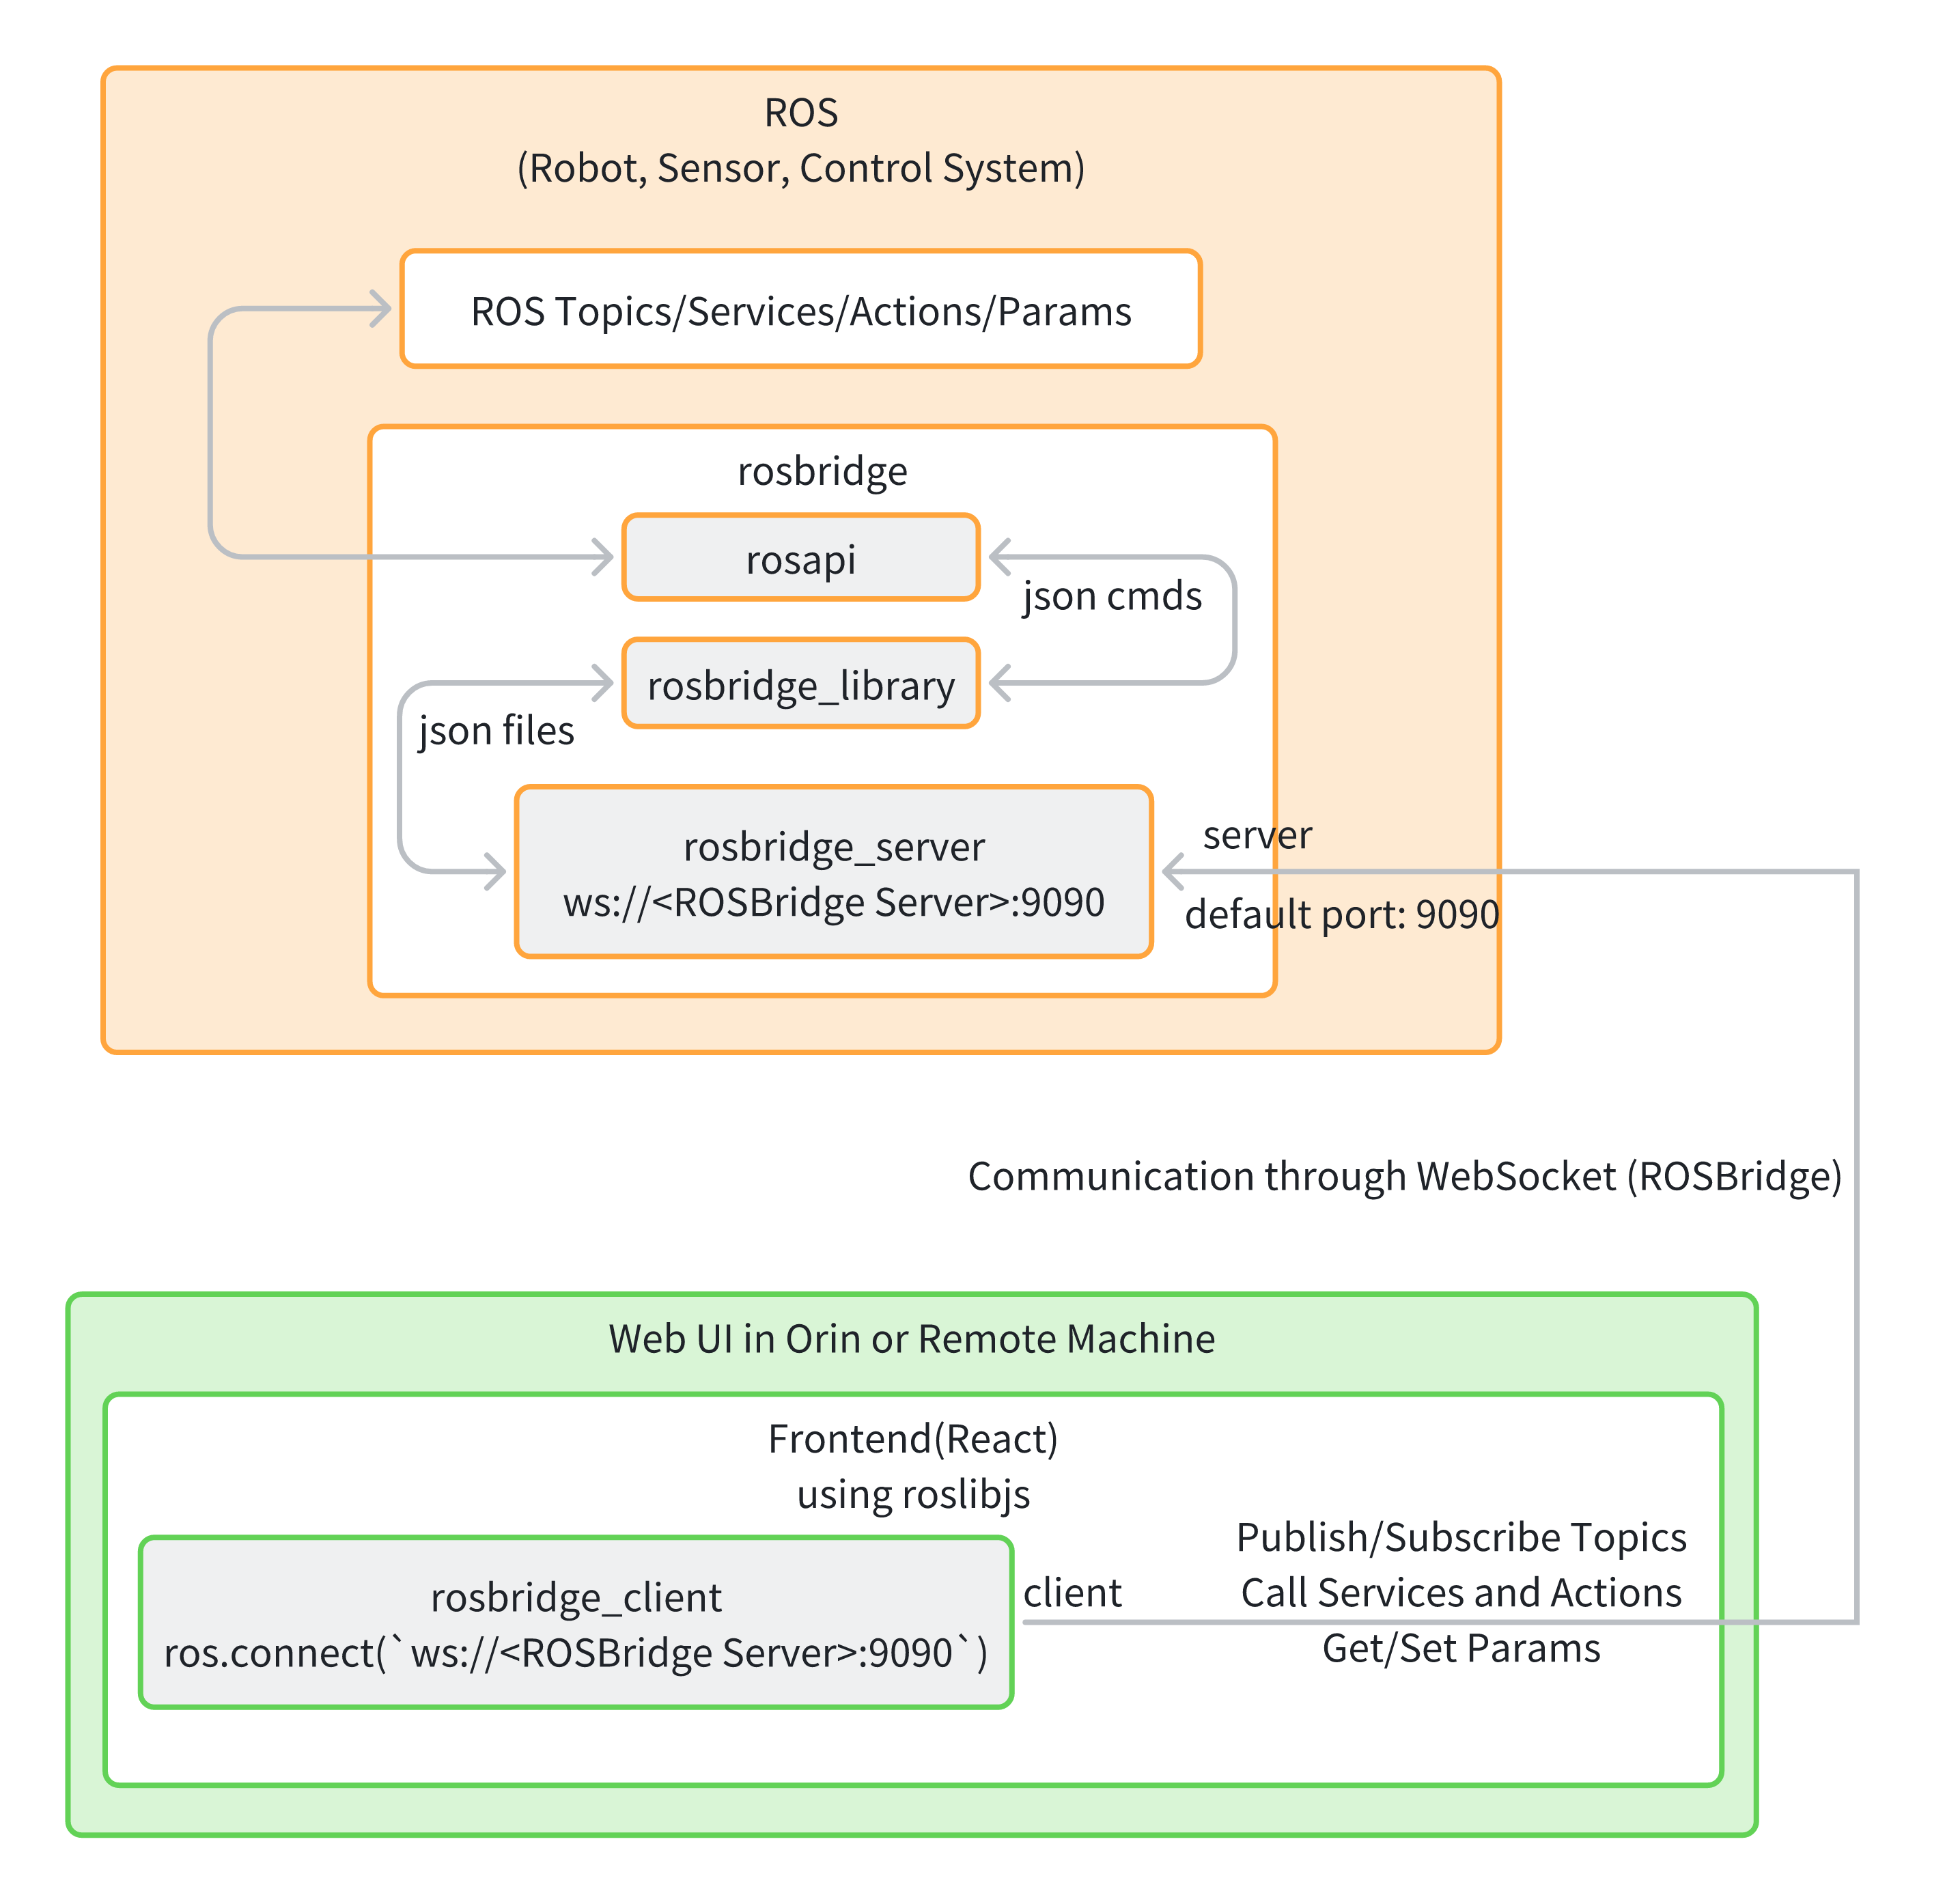 ROS
(Robot, Sensor, Control System)
ROS Topics/Services/Actions/Params
rosbridge
rosapi
json cmds
rosbridge_library
json files
rosbridge_server
ws://<ROSBridge Server>:9090
server
default port: 9090
Communication through WebSocket (ROSBridge)
Web UI in Orin or Remote Machine
Frontend(React)
using roslibjs
rosbridge_client
ros.connect(`ws://<ROSBridge Server>:9090`)
client
Publish/Subscribe Topics
Call Services and Actions
Get/Set Params